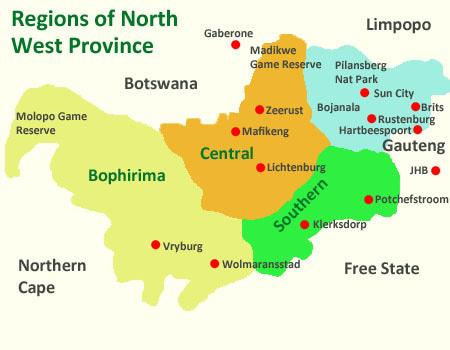 Regions of North
West Province
Limpopo
Gaberone
Madikwe
Game Reserve
Pilansberg
Nat Park
Botswana
Sun City
Molopo Game
Reserve
Zeerust
Bojanala
Brits
Rustenburg
Mafikeng
Hartbeespoort
Gauteng
Central
Lichtenburg
JHB
Bophirima
Southern
Potchefstroom
Klerksdorp
Vryburg
Wolmaransstad
Northern
Cape
Free State